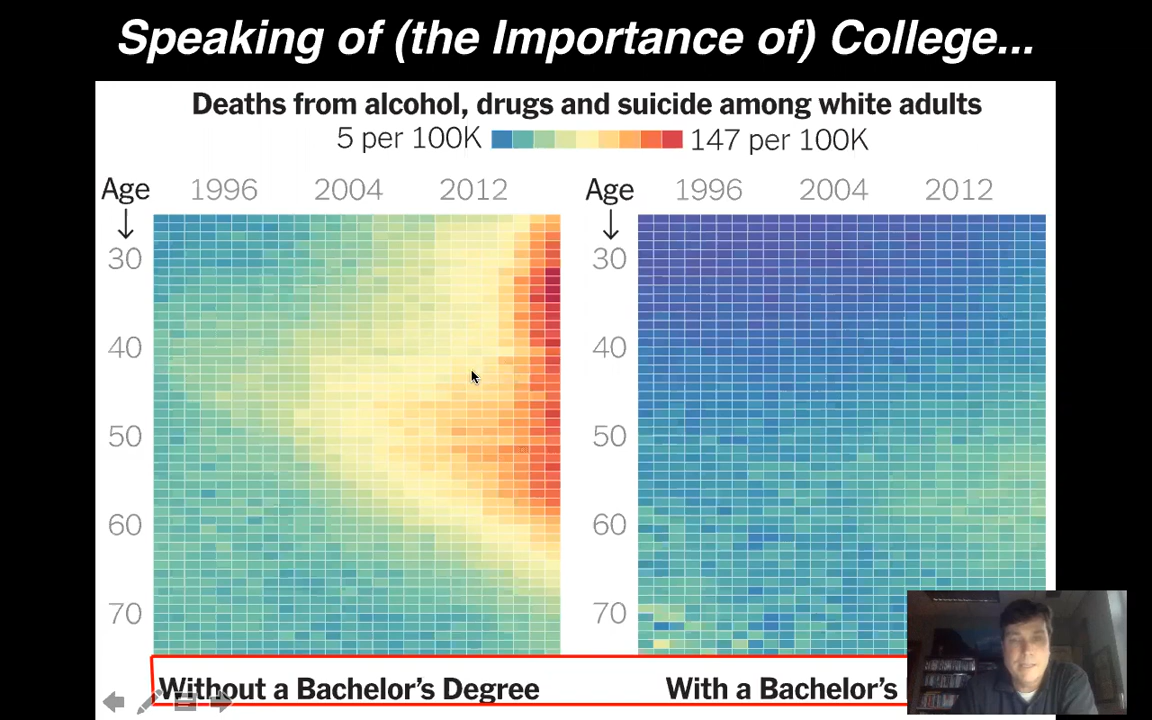 Speaking of (the Importance of) College...
Deaths from alcohol, drugs and suicide among white adults
5 per 100K 147 per 100K
Age 1996 2004 2012 Age 1996 2004 2012
30 30
40 40
50 50
60 60
70 70
Without a Bachelor's Degree With a Bachelor's